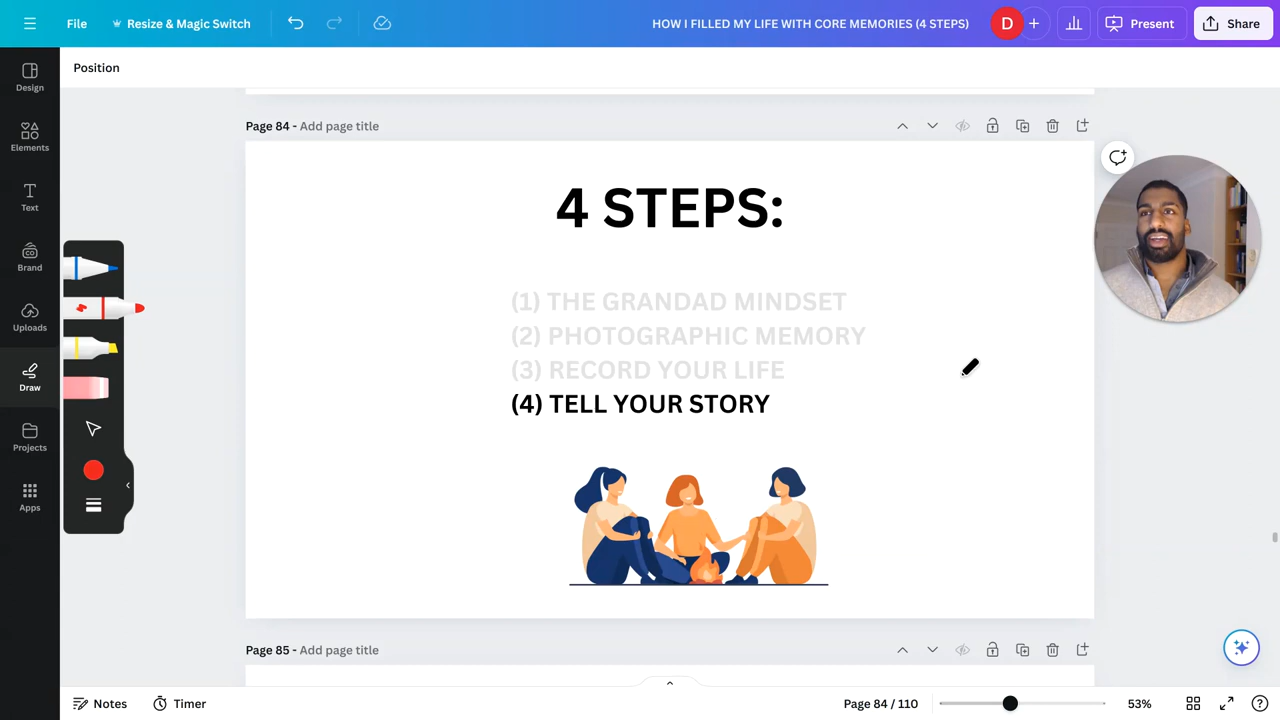 File
Resize & Magic Switch
HOW I FILLED MY LIFE WITH CORE MEMORIES (4 STEPS)
D
Present
Share
Design
Elements
Text
Brand
Uploads
Draw
Projects
Apps
Position
Page 84 - Add page title
4 STEPS:
(1) THE GRANDAD MINDSET
(2) PHOTOGRAPHIC MEMORY
(3) RECORD YOUR LIFE
(4) TELL YOUR STORY
Page 85 - Add page title
Notes
Timer
Page 84 / 110
53%